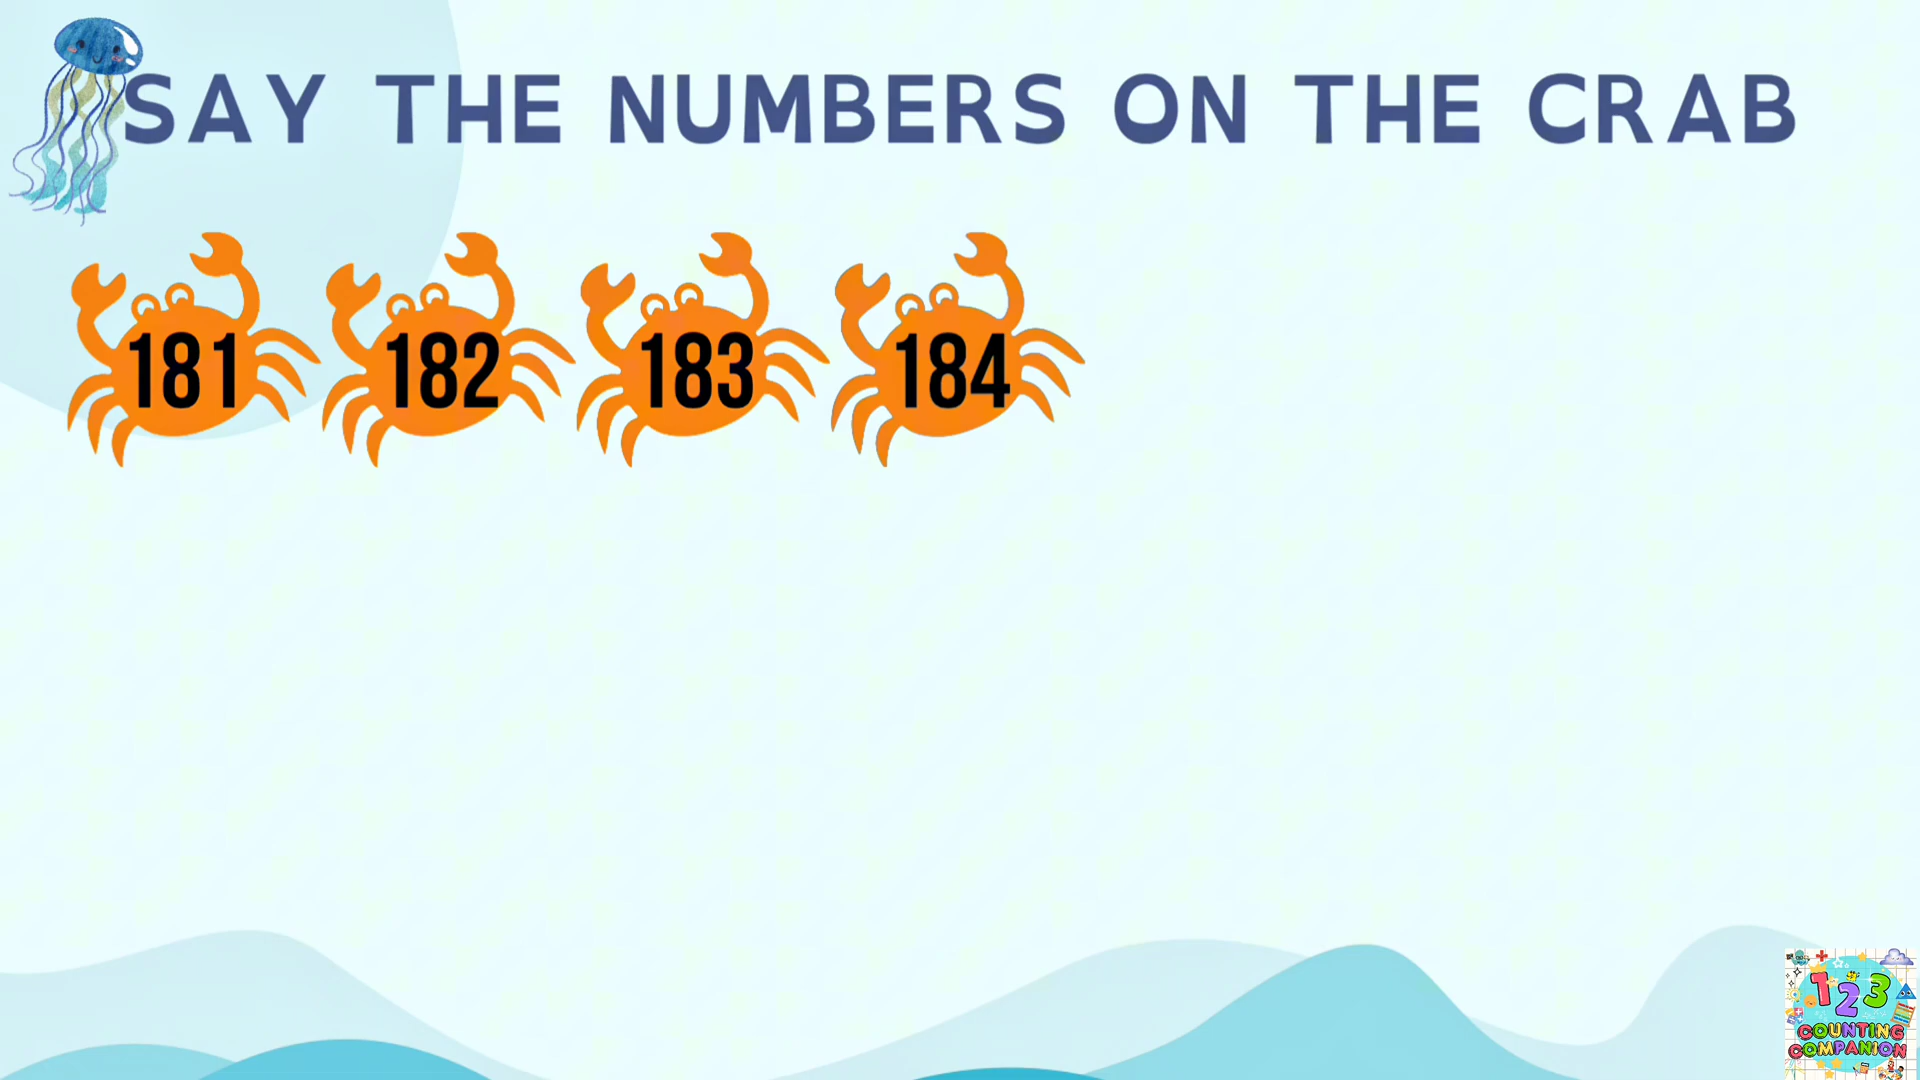 SAY THE NUMBERS ON THE CRAB
181 182 183 184
123
COUNTING
COMPANION